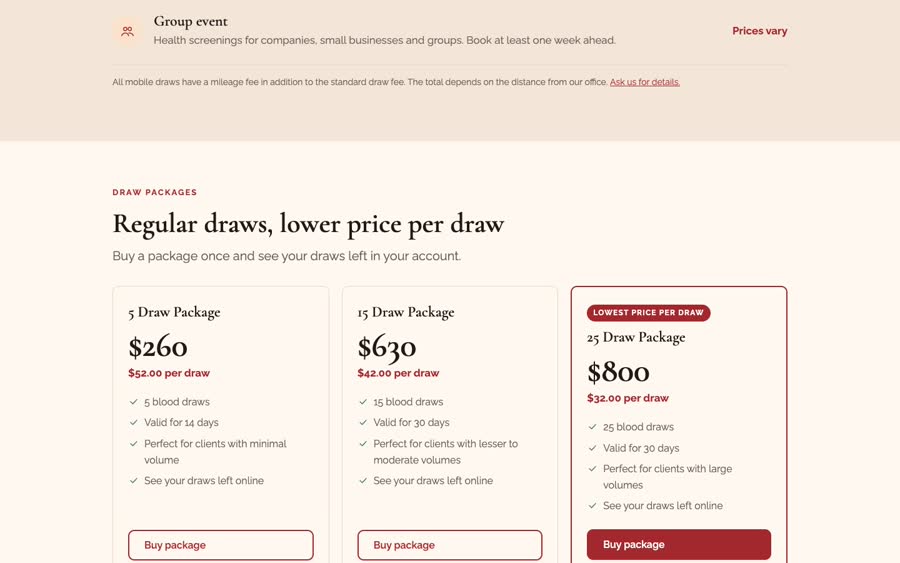 Group event
Health screenings for companies, small businesses and groups. Book at least one week ahead.
Prices vary
All mobile draws have a mileage fee in addition to the standard draw fee. The total depends on the distance from our office. Ask us for details.
DRAW PACKAGES
Regular draws, lower price per draw
Buy a package once and see your draws left in your account.
5 Draw Package
$260
$52.00 per draw
5 blood draws
Valid for 14 days
Perfect for clients with minimal
volume
See your draws left online
Buy package
15 Draw Package
$630
$42.00 per draw
15 blood draws
Valid for 30 days
Perfect for clients with lesser to
moderate volumes
See your draws left online
Buy package
LOWEST PRICE PER DRAW
25 Draw Package
$800
$32.00 per draw
25 blood draws
Valid for 30 days
Perfect for clients with large
volumes
See your draws left online
Buy package